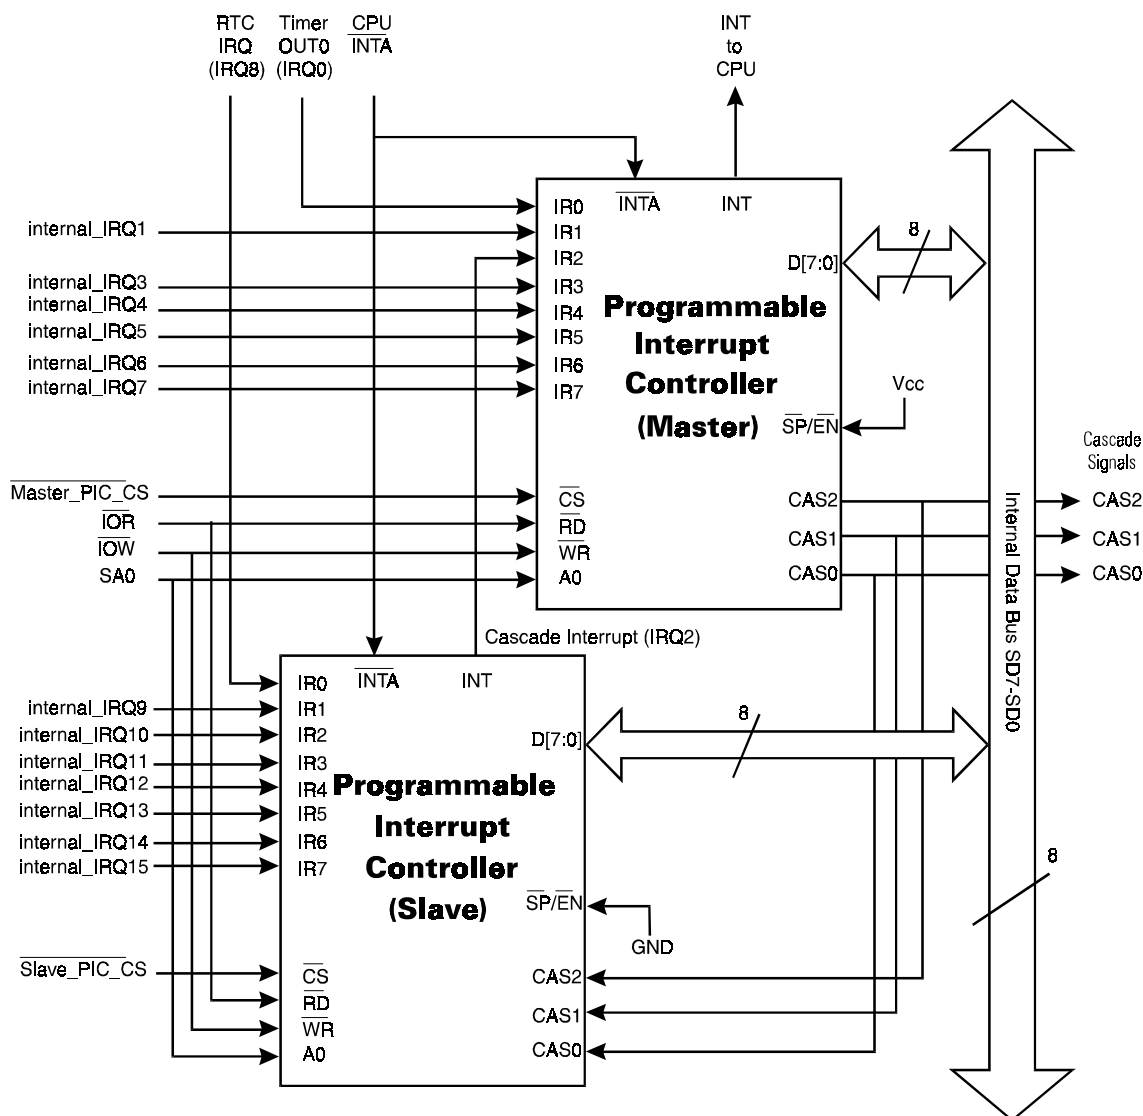 RTC
IRQ
(IRQ8)
Timer
OUT0
(IRQ0)
CPU
INTA
INT
to
CPU
internal_IRQ1
internal_IRQ3
internal_IRQ4
internal_IRQ5
internal_IRQ6
internal_IRQ7
Master_PIC_CS
IOR
IOW
SA0
IR0
IR1
IR2
IR3
IR4
IR5
IR6
IR7
INTA
INT
D[7:0]
8
Programmable
Interrupt
Controller
(Master)
Vcc
SP/EN
CS
RD
WR
A0
CAS2
CAS1
CAS0
Cascade
Signals
CAS2
CAS1
CAS0
Internal Data Bus SD7-SD0
8
Cascade Interrupt (IRQ2)
internal_IRQ9
internal_IRQ10
internal_IRQ11
internal_IRQ12
internal_IRQ13
internal_IRQ14
internal_IRQ15
Slave_PIC_CS
IR0
IR1
IR2
IR3
IR4
IR5
IR6
IR7
INTA
INT
D[7:0]
8
Programmable
Interrupt
Controller
(Slave)
SP/EN
GND
CS
RD
WR
A0
CAS2
CAS1
CAS0